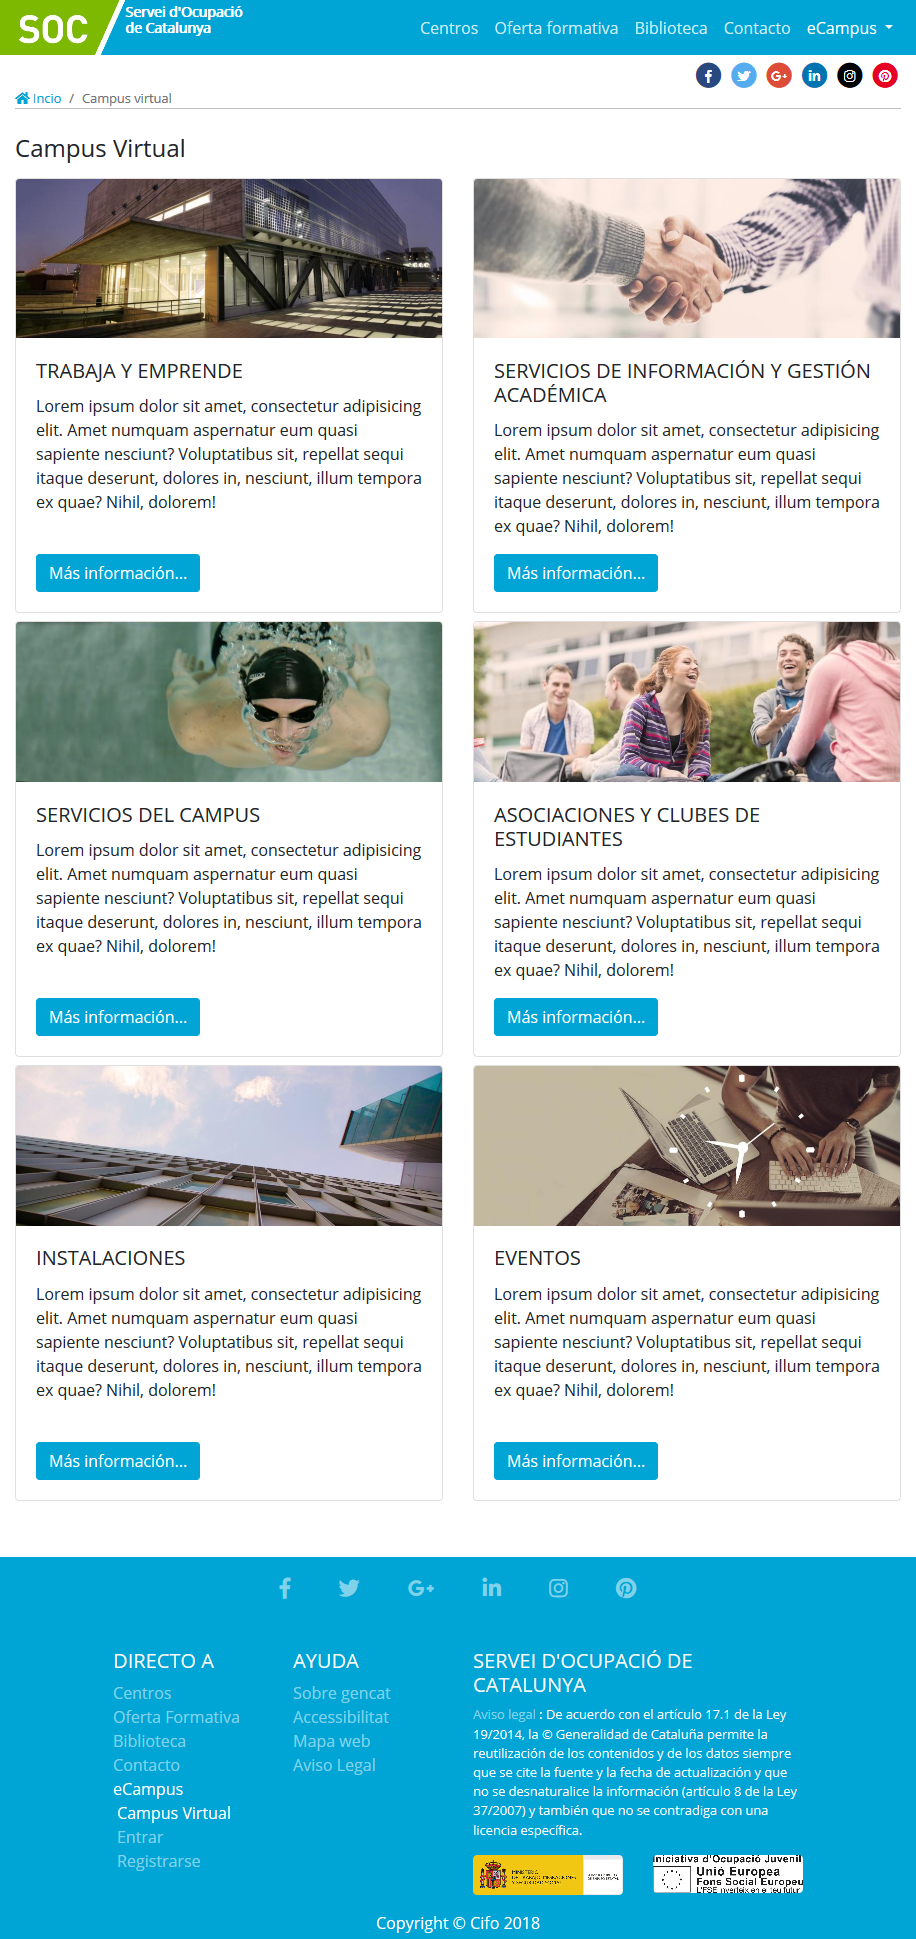 SOC
Servei d'Ocupació
de Catalunya
Centros Oferta formativa Biblioteca Contacto eCampus
Incio / Campus virtual
Campus Virtual
TRABAJA Y EMPRENDE
Lorem ipsum dolor sit amet, consectetur adipisicing
elit. Amet numquam aspernatur eum quasi
sapiente nesciunt? Voluptatibus sit, repellat sequi
itaque deserunt, dolores in, nesciunt, illum tempora
ex quae? Nihil, dolorem!
Más información...
SERVICIOS DE INFORMACIÓN Y GESTIÓN
ACADÉMICA
Lorem ipsum dolor sit amet, consectetur adipisicing
elit. Amet numquam aspernatur eum quasi
sapiente nesciunt? Voluptatibus sit, repellat sequi
itaque deserunt, dolores in, nesciunt, illum tempora
ex quae? Nihil, dolorem!
Más información...
SERVICIOS DEL CAMPUS
Lorem ipsum dolor sit amet, consectetur adipisicing
elit. Amet numquam aspernatur eum quasi
sapiente nesciunt? Voluptatibus sit, repellat sequi
itaque deserunt, dolores in, nesciunt, illum tempora
ex quae? Nihil, dolorem!
Más información...
ASOCIACIONES Y CLUBES DE
ESTUDIANTES
Lorem ipsum dolor sit amet, consectetur adipisicing
elit. Amet numquam aspernatur eum quasi
sapiente nesciunt? Voluptatibus sit, repellat sequi
itaque deserunt, dolores in, nesciunt, illum tempora
ex quae? Nihil, dolorem!
Más información...
INSTALACIONES
Lorem ipsum dolor sit amet, consectetur adipisicing
elit. Amet numquam aspernatur eum quasi
sapiente nesciunt? Voluptatibus sit, repellat sequi
itaque deserunt, dolores in, nesciunt, illum tempora
ex quae? Nihil, dolorem!
Más información...
EVENTOS
Lorem ipsum dolor sit amet, consectetur adipisicing
elit. Amet numquam aspernatur eum quasi
sapiente nesciunt? Voluptatibus sit, repellat sequi
itaque deserunt, dolores in, nesciunt, illum tempora
ex quae? Nihil, dolorem!
Más información...
DIRECTO A
Centros
Oferta Formativa
Biblioteca
Contacto
eCampus
Campus Virtual
Entrar
Registrarse
AYUDA
Sobre gencat
Accessibilitat
Mapa web
Aviso Legal
SERVEI D'OCUPACIÓ DE
CATALUNYA
Aviso legal : De acuerdo con el artículo 17.1 de la Ley
19/2014, la © Generalidad de Cataluña permite la
reutilización de los contenidos y de los datos siempre
que se cite la fuente y la fecha de actualización y que
no se desnaturalice la información (artículo 8 de la Ley
37/2007) y también que no se contradiga con una
licencia específica.
MINISTERIO
DE TRABAJO, MIGRACIONES
Y SEGURIDAD SOCIAL
Iniciativa d'Ocupació Juvenil
Unió Europea
Fons Social Europeu
L'FSE inverteix en el teu futur
Copyright © Cifo 2018